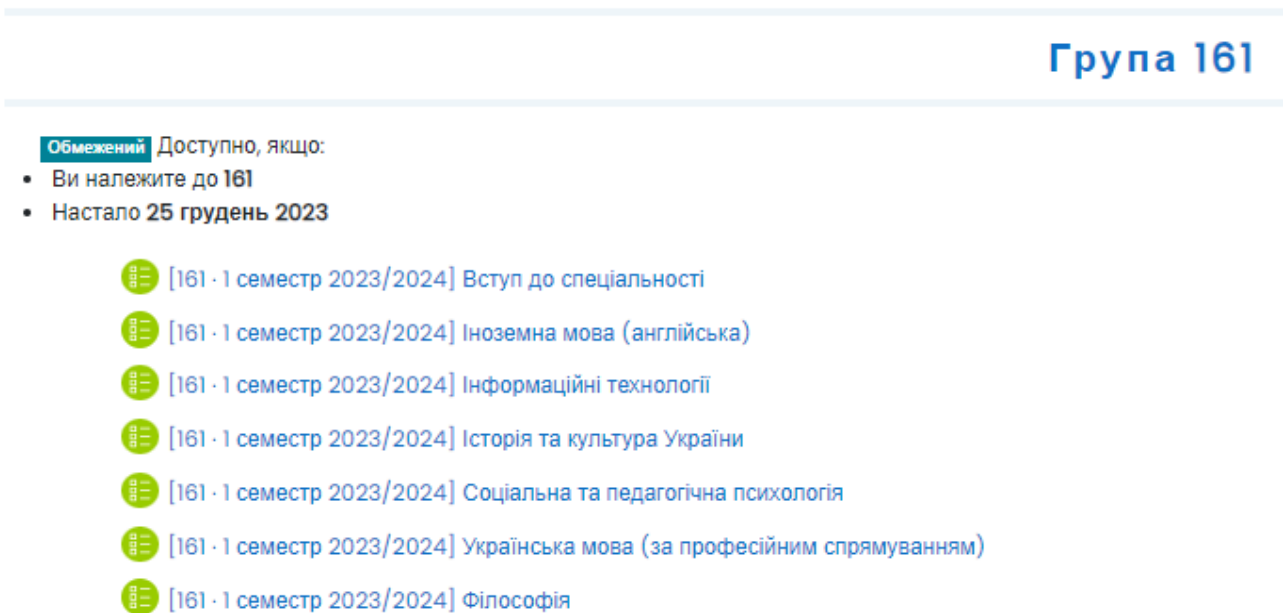 Група 161
Обмежений Доступно, якщо:
Ви належите до 161
Настало 25 грудень 2023
[161 · 1 семестр 2023/2024] Вступ до спеціальності
[161 · 1 семестр 2023/2024] Іноземна мова (англійська)
[161 · 1 семестр 2023/2024] Інформаційні технології
[161 · 1 семестр 2023/2024] Історія та культура України
[161 · 1 семестр 2023/2024] Соціальна та педагогічна психологія
[161 · 1 семестр 2023/2024] Українська мова (за професійним спрямуванням)
[161 · 1 семестр 2023/2024] Філософія